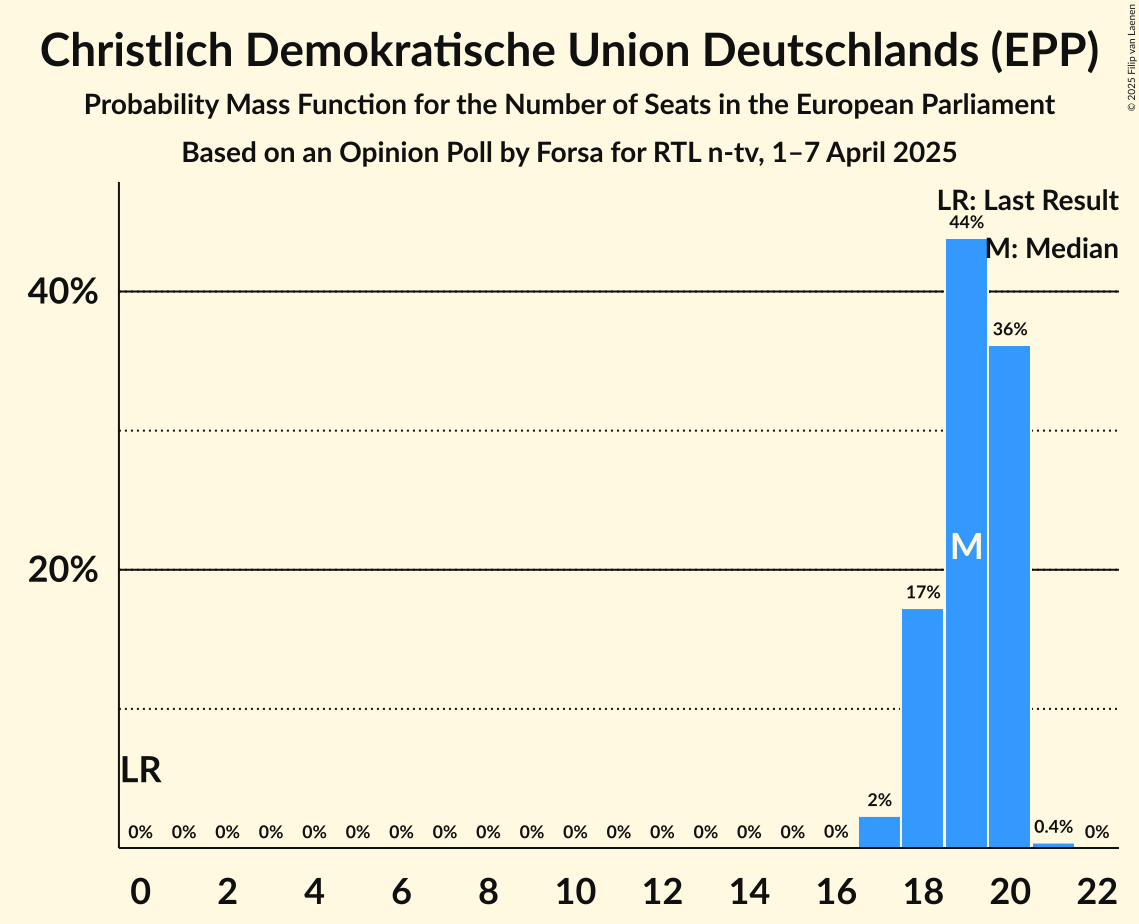 Christlich Demokratische Union Deutschlands (EPP)
Probability Mass Function for the Number of Seats in the European Parliament
Based on an Opinion Poll by Forsa for RTL n-tv, 1–7 April 2025
© 2025 Filip van Laenen
LR: Last Result
M: Median
44%
40%
36%
M
20%
17%
LR
2%
0% 0% 0% 0% 0% 0% 0% 0% 0% 0% 0% 0% 0% 0% 0% 0% 0% 0.4% 0%
0 2 4 6 8 10 12 14 16 18 20 22